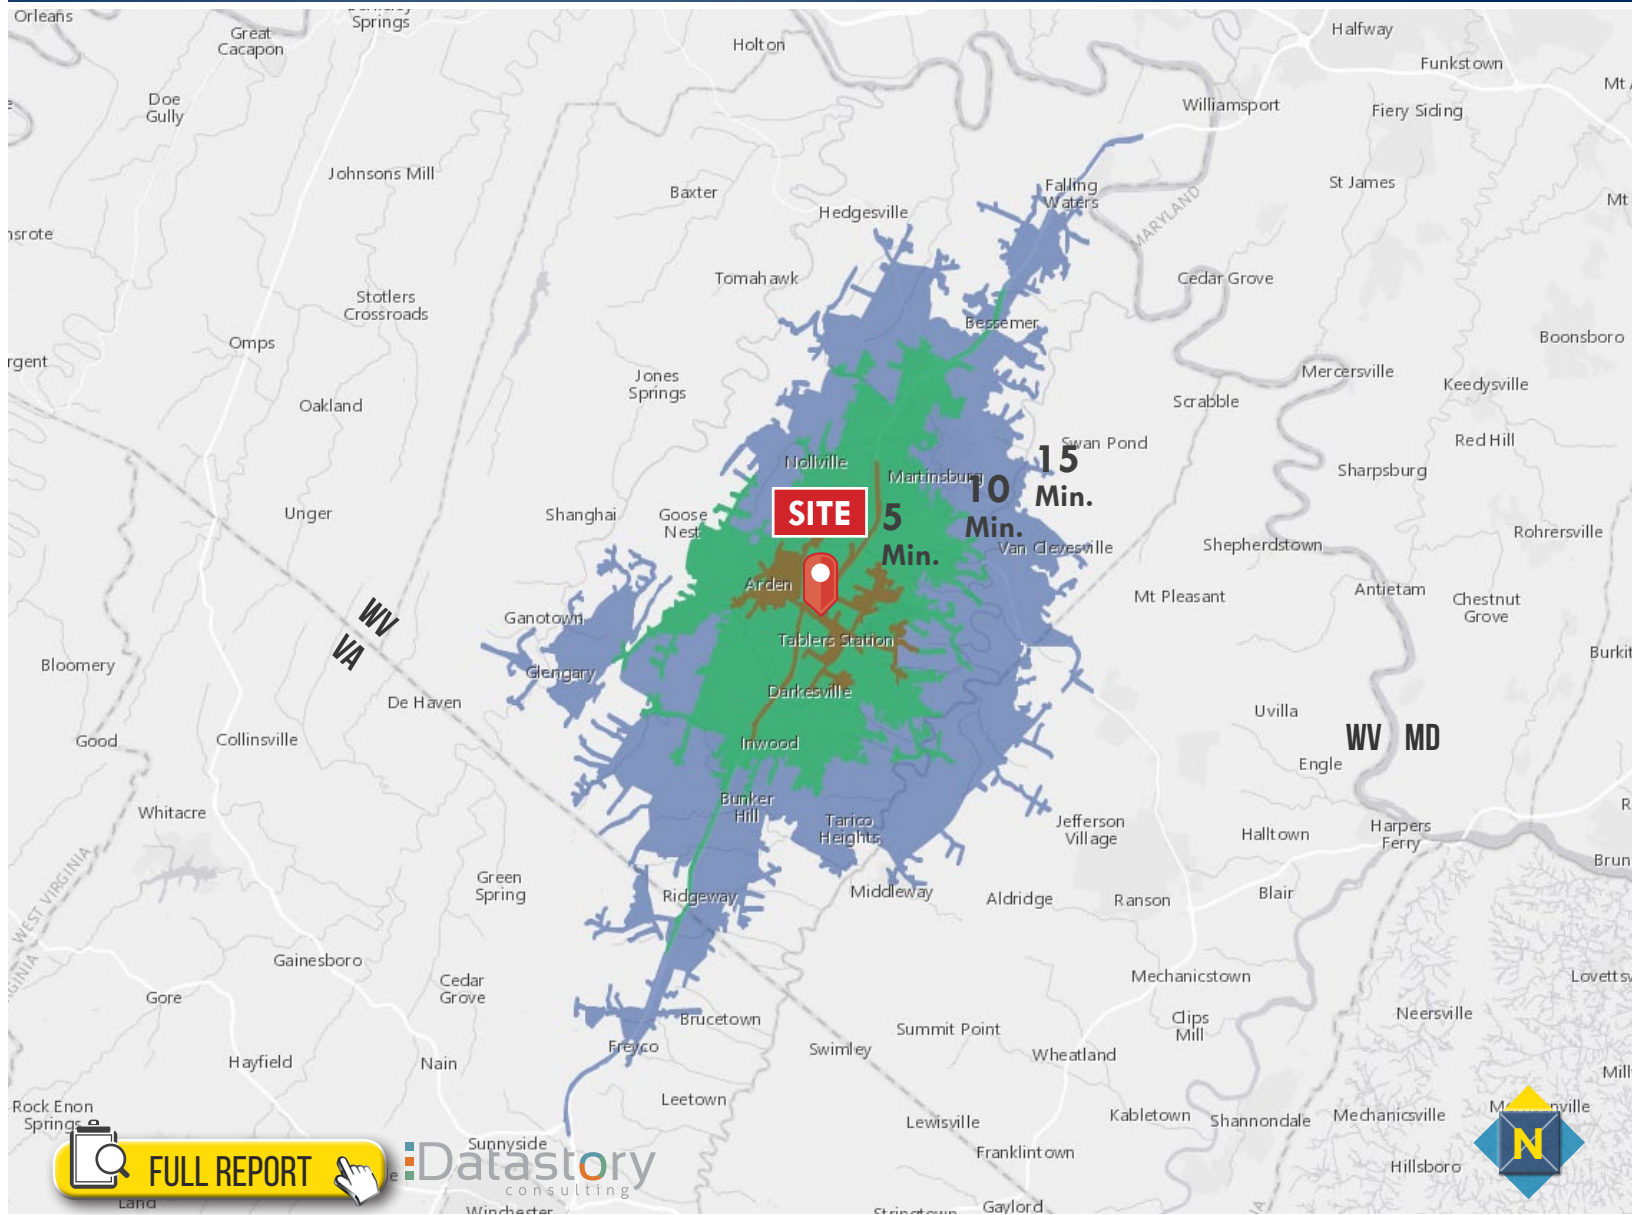 Orleans
Springs
Great
Cacapon
Holton
Halfway
Funkstown
Doe
Gully
Williamsport
Fiery Siding
Johnsons Mill
Baxter
Falling
Waters
St James
Mt
Hedgesville
MARYLAND
Tomahawk
Cedar Grove
Stotlers
Crossroads
Bessemer
Omps
Boonsboro
Jones
Springs
Mercersville
Keedysville
Oakland
Scrabble
Swan Pond
Red Hill
Nollville
Martinsburg
15
Min.
Sharpsburg
10
Min.
SITE
5
Min.
Unger
Shanghai
Goose
Nest
Van Clevesville
Shepherdstown
Rohrersville
Arden
Mt Pleasant
Antietam
Chestnut
Grove
WV
VA
Ganotown
Tablers Station
Bloomery
Glengary
Darkesville
De Haven
Uvilla
Good
Collinsville
Inwood
WV MD
Engle
Whitacre
Bunker
Hill
Tarico
Heights
Jefferson
Village
Halltown
Harpers
Ferry
WEST VIRGINIA
Green
Spring
Ridgeway
Middleway
Aldridge
Ranson
Blair
Gainesboro
Cedar
Grove
Mechanicstown
Gore
Brucetown
Summit Point
Clips
Mill
Neersville
Hayfield
Nain
Freyco
Swimley
Wheatland
Rock Enon
Springs
Leetown
Lewisville
Kabletown
Shannondale
Mechanicsville
Sunnyside
Franklintown
Hillsboro
N
FULL REPORT
Datastory
consulting
Land
Winchester
Stringtown
Gaylord